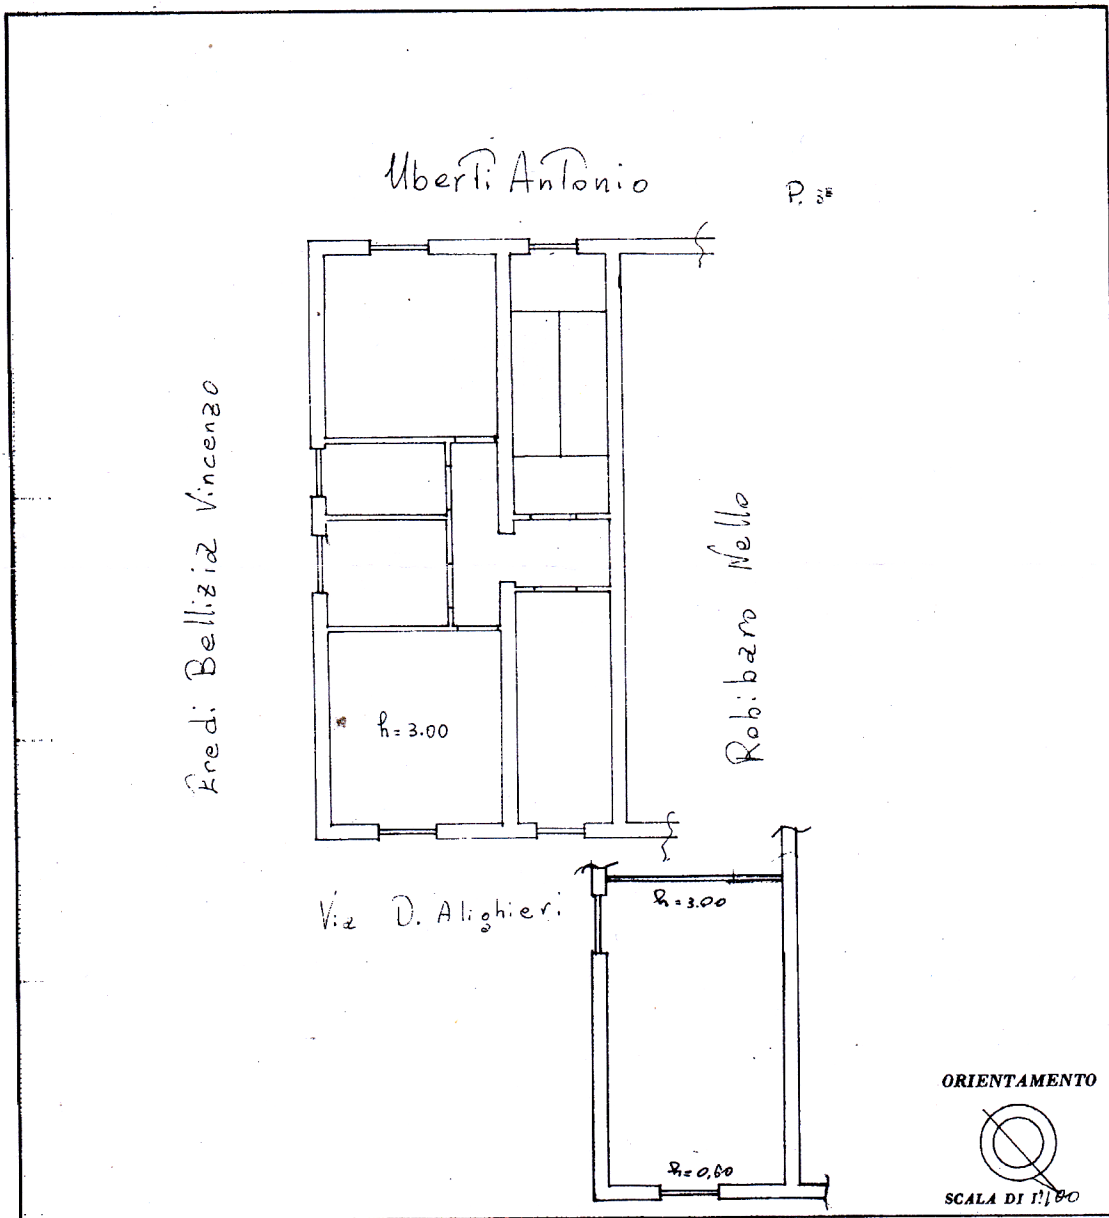 Uberti Antonio
P. 3º
Eredi Bellizia Vincenzo
Robibaro Nello
h=3.00
Via D. Alighieri
h=3.00
h=0,60
ORIENTAMENTO
SCALA DI 1:100